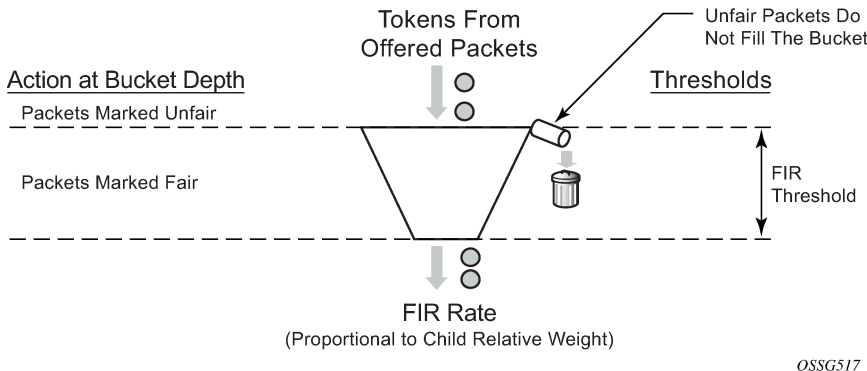 Tokens From
Offered Packets
Unfair Packets Do
Not Fill The Bucket
Action at Bucket Depth
Thresholds
Packets Marked Unfair
Packets Marked Fair
FIR
Threshold
FIR Rate
(Proportional to Child Relative Weight)
OSSG517